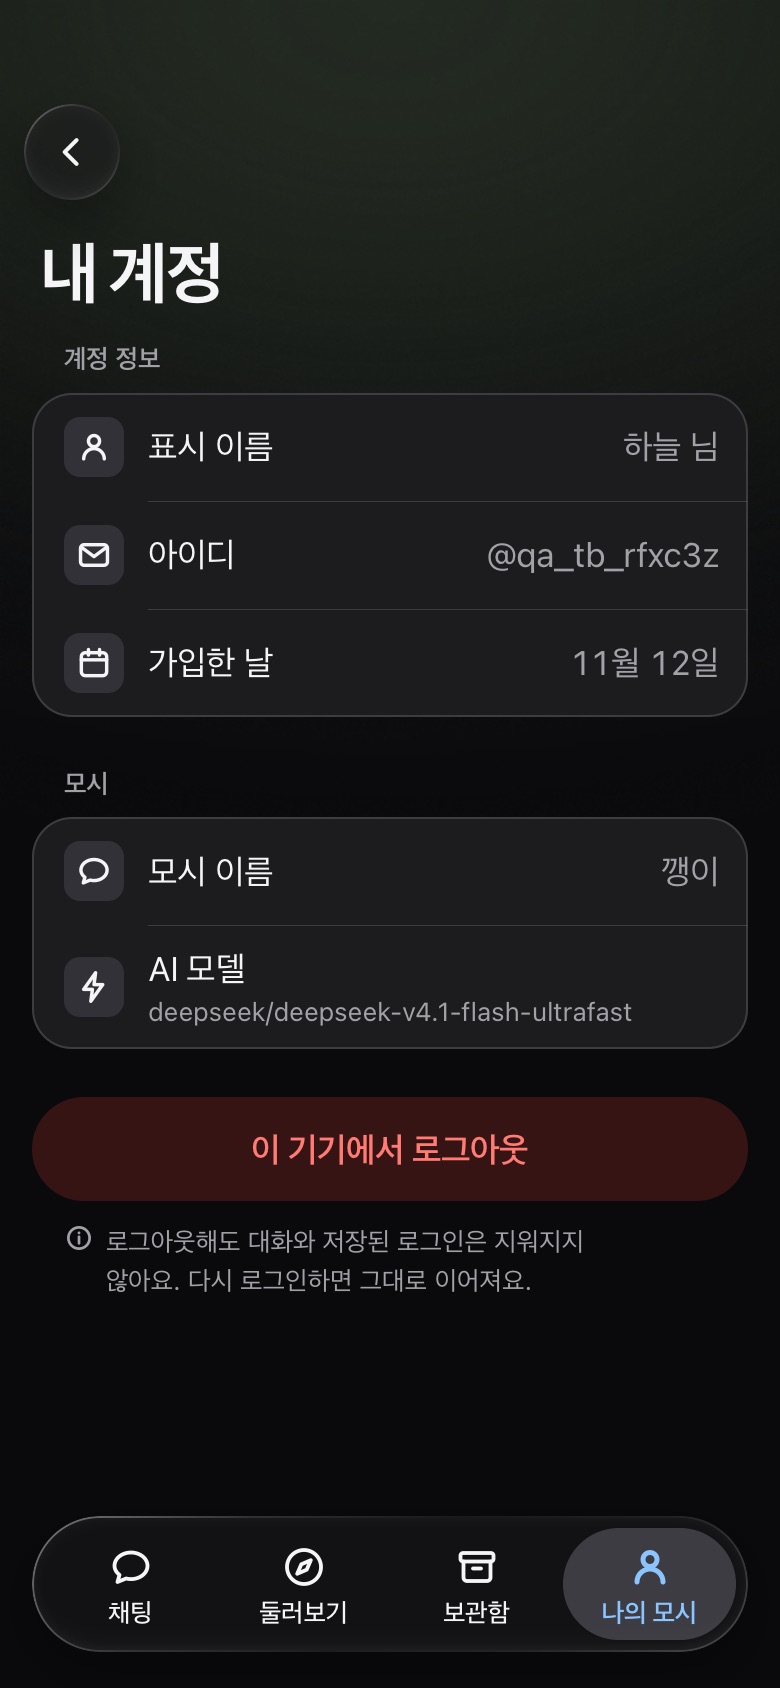 내 계정
계정 정보
표시 이름 하늘 님
아이디 @qa_tb_rfxc3z
가입한 날 11월 12일
모시
모시 이름 깽이
AI 모델
deepseek/deepseek-v4.1-flash-ultrafast
이 기기에서 로그아웃
로그아웃해도 대화와 저장된 로그인은 지워지지
않아요. 다시 로그인하면 그대로 이어져요.
채팅 둘러보기 보관함 나의 모시